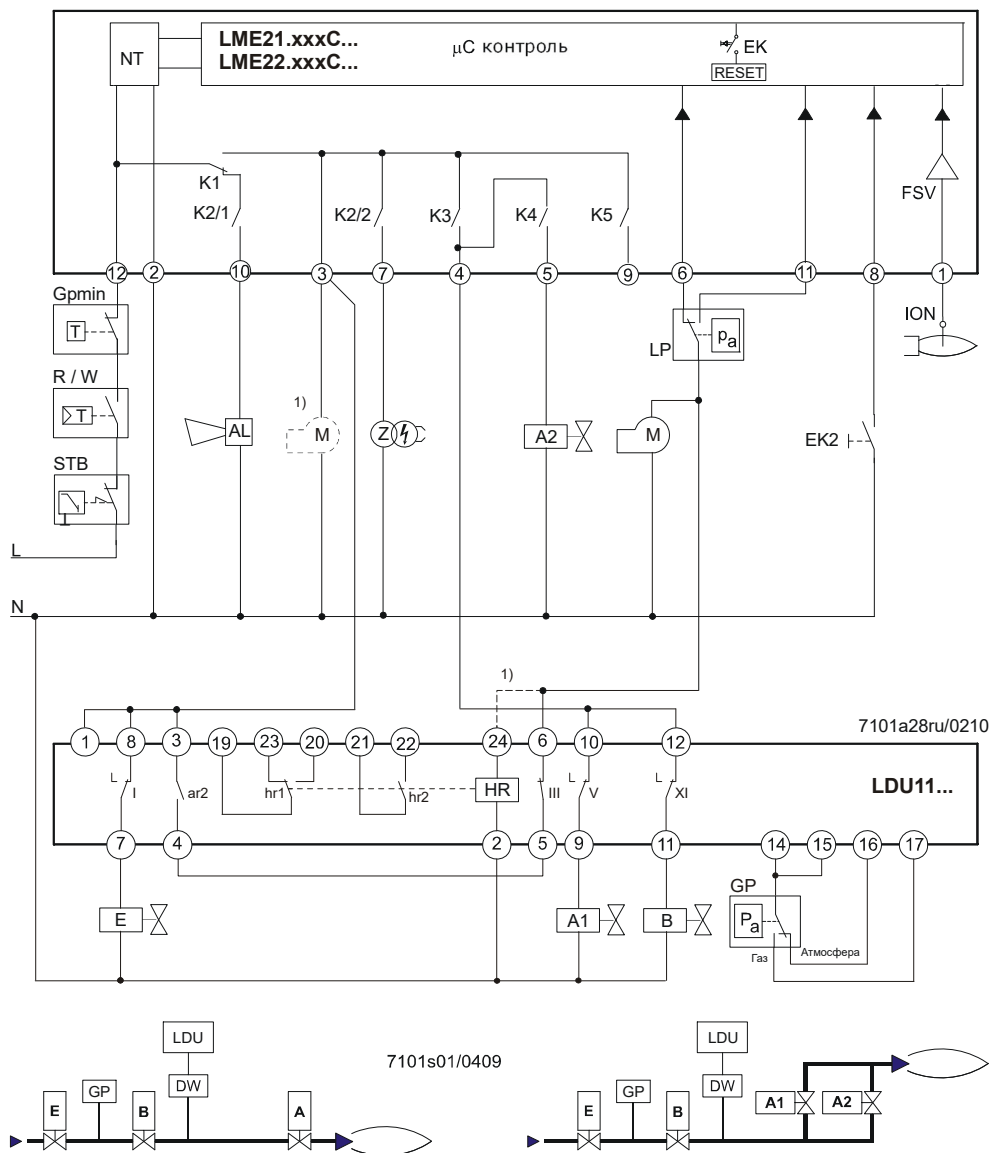 LME21.xxxC...
LME22.xxxC...
µC контроль
NT
EK
RESET
FSV
K1
K2/1
K2/2
K3
K4
K5
12
2
10
3
7
4
5
9
6
11
8
1
Gpmin
T
R / W
T
STB
L
N
AL
1)
M
Z
A2
LP
pa
M
EK2
ION
1)
7101a28ru/0210
1
8
3
19
23
20
21
22
24
6
10
12
L
I
ar2
hr1
hr2
HR
III
L
V
L
XI
LDU11...
7
4
2
5
9
11
14
15
16
17
E
A1
B
GP
Pa
Газ
Атмосфера
7101s01/0409
LDU
DW
GP
E
B
A
LDU
DW
GP
E
B
A1
A2